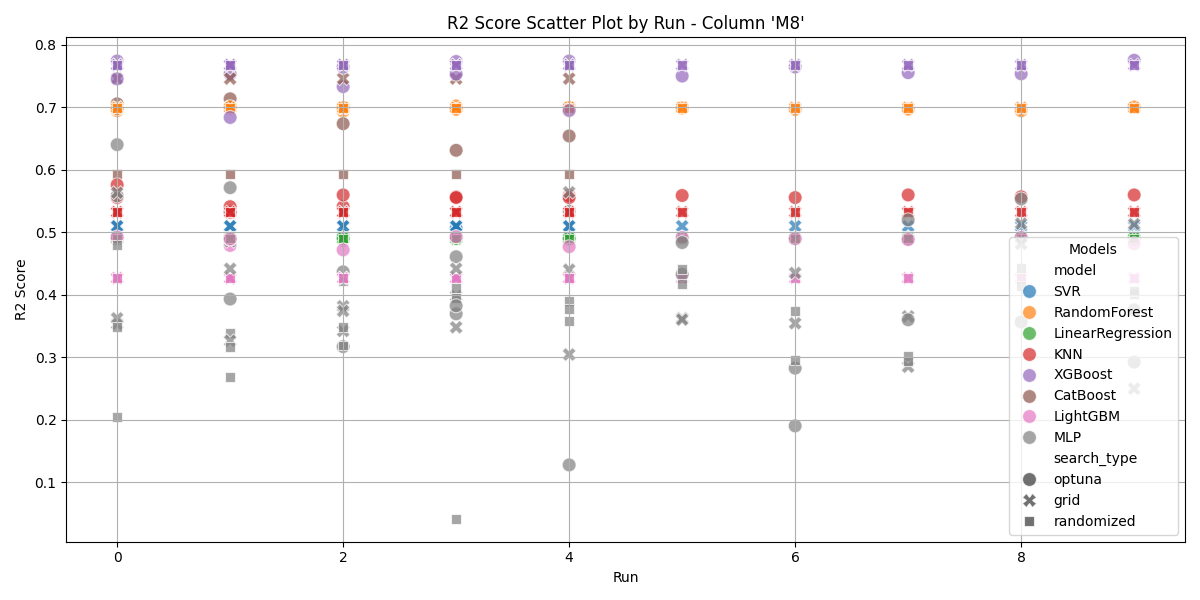 R2 Score Scatter Plot by Run - Column 'M8'
0.8
0.7
0.6
0.5
0.4
0.3
0.2
0.1
R2 Score
0 2 4 6 8
Run
Models
model
SVR
RandomForest
LinearRegression
KNN
XGBoost
CatBoost
LightGBM
MLP
search_type
optuna
grid
randomized